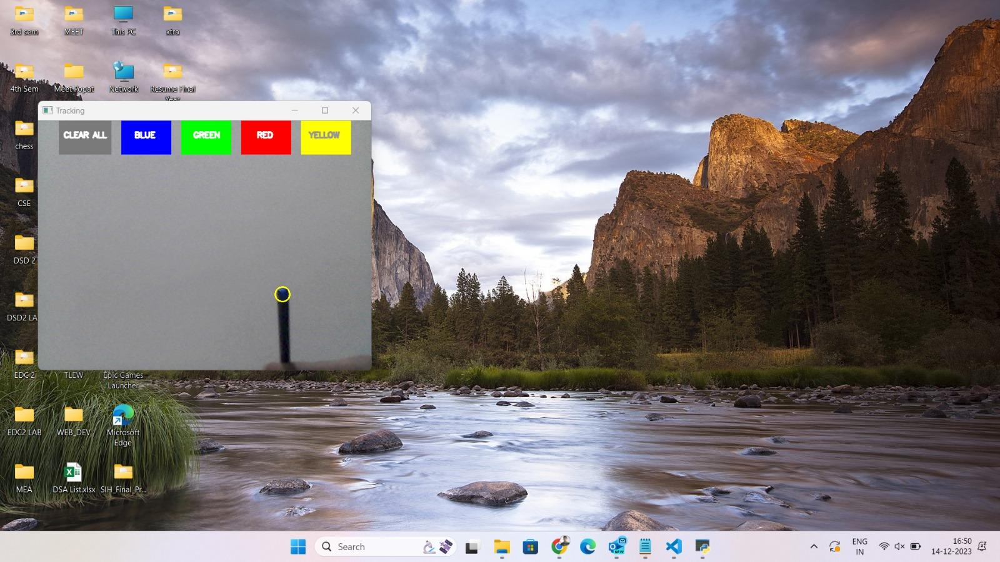 3rd sem
MEET
This PC
xtra
4th Sem
Meet Popat
Network
Resume Final
Year
Tracking
CLEAR ALL
BLUE
GREEN
RED
YELLOW
chess
CSE
DSD 2
DSD2 LA
EDC 2
TLEW
Epic Games
Launcher
EDC2 LAB
WEB_DEV
Microsoft
Edge
MEA
DSA List.xlsx
SIH_Final_Pr...
Search
NEW
ENG
IN
16:50
14-12-2023